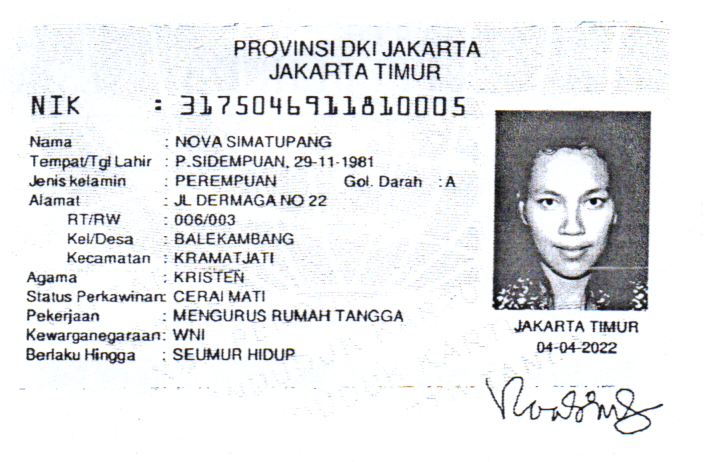 PROVINSI DKI JAKARTA
JAKARTA TIMUR
NIK : 3175046911810005
Nama : NOVA SIMATUPANG
Tempat/Tgl Lahir : P.SIDEMPUAN, 29-11-1981
Jenis kelamin : PEREMPUAN Gol. Darah : A
Alamat : JL DERMAGA NO 22
RT/RW : 006/003
Kel/Desa : BALEKAMBANG
Kecamatan : KRAMATJATI
Agama : KRISTEN
Status Perkawinan: CERAI MATI
Pekerjaan : MENGURUS RUMAH TANGGA
Kewarganegaraan: WNI
Berlaku Hingga : SEUMUR HIDUP
JAKARTA TIMUR
04-04-2022